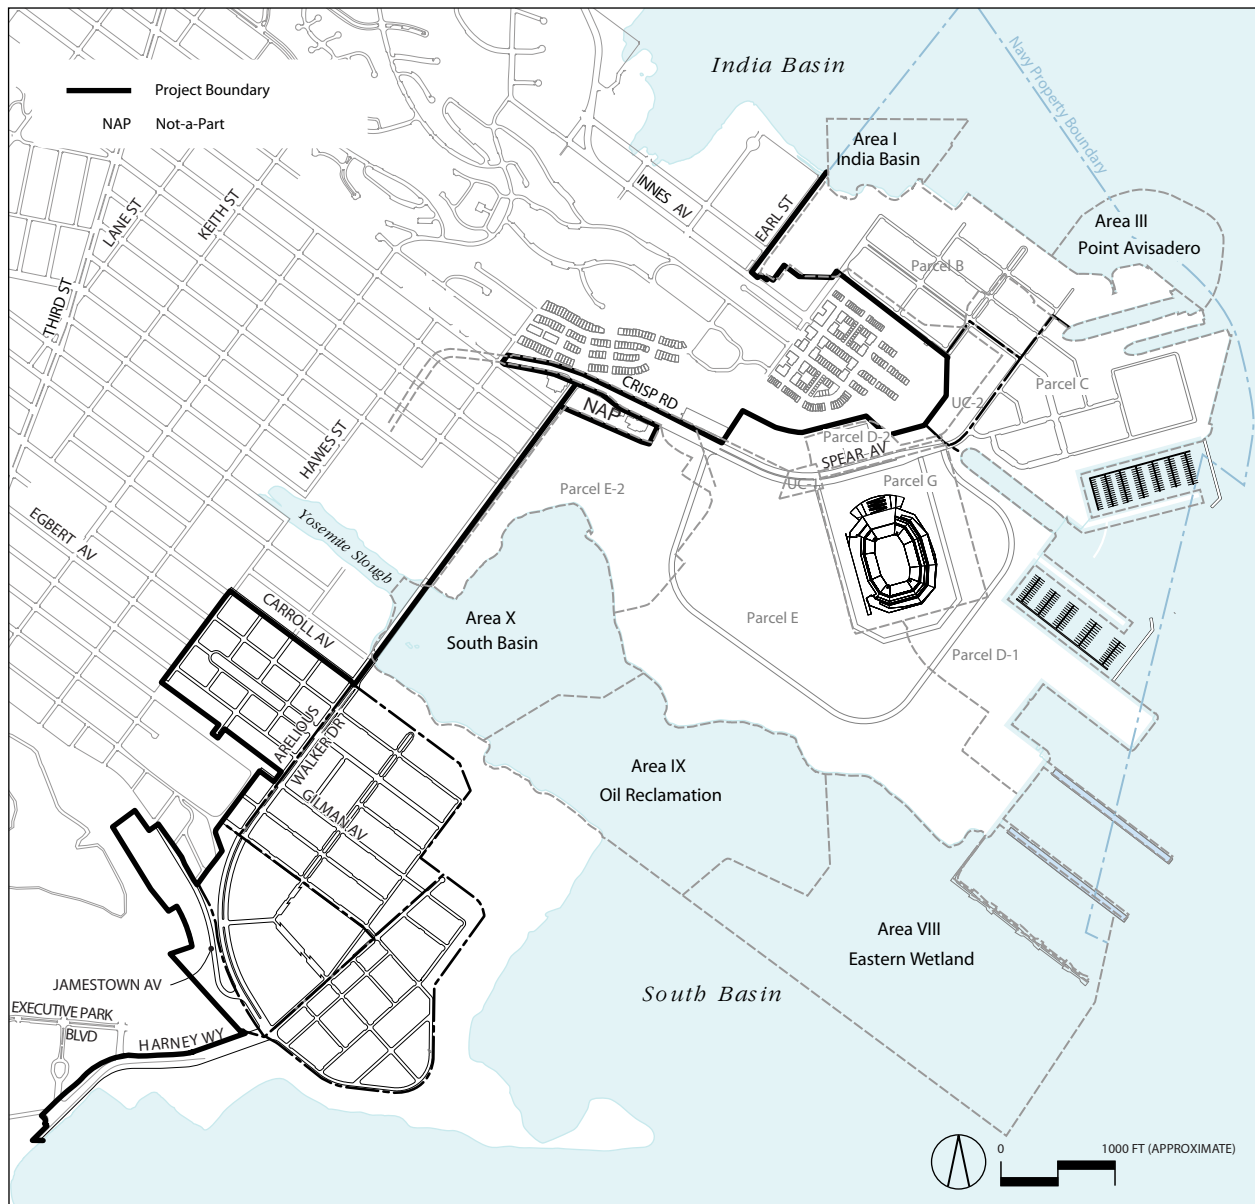 India Basin
Navy Property Boundary
Project Boundary
NAP Not-a-Part
Area I
India Basin
INNES AV
EARL ST
KEITH ST
LANE ST
THIRD ST
Area III
Point Avisadero
Parcel B
CRISP RD
NAP
Parcel C
UC-2
Parcel D-2
SPEAR AV
HAWES ST
Parcel E-2
Parcel G
EGBERT AV
Yosemite Slough
CARROLL AV
Area X
South Basin
Parcel E
Parcel D-1
ARELIOUS
WALKER DR
Area IX
Oil Reclamation
GILMAN AV
Area VIII
Eastern Wetland
JAMESTOWN AV
South Basin
EXECUTIVE PARK
BLVD
HARNEY WY
0 1000 FT (APPROXIMATE)